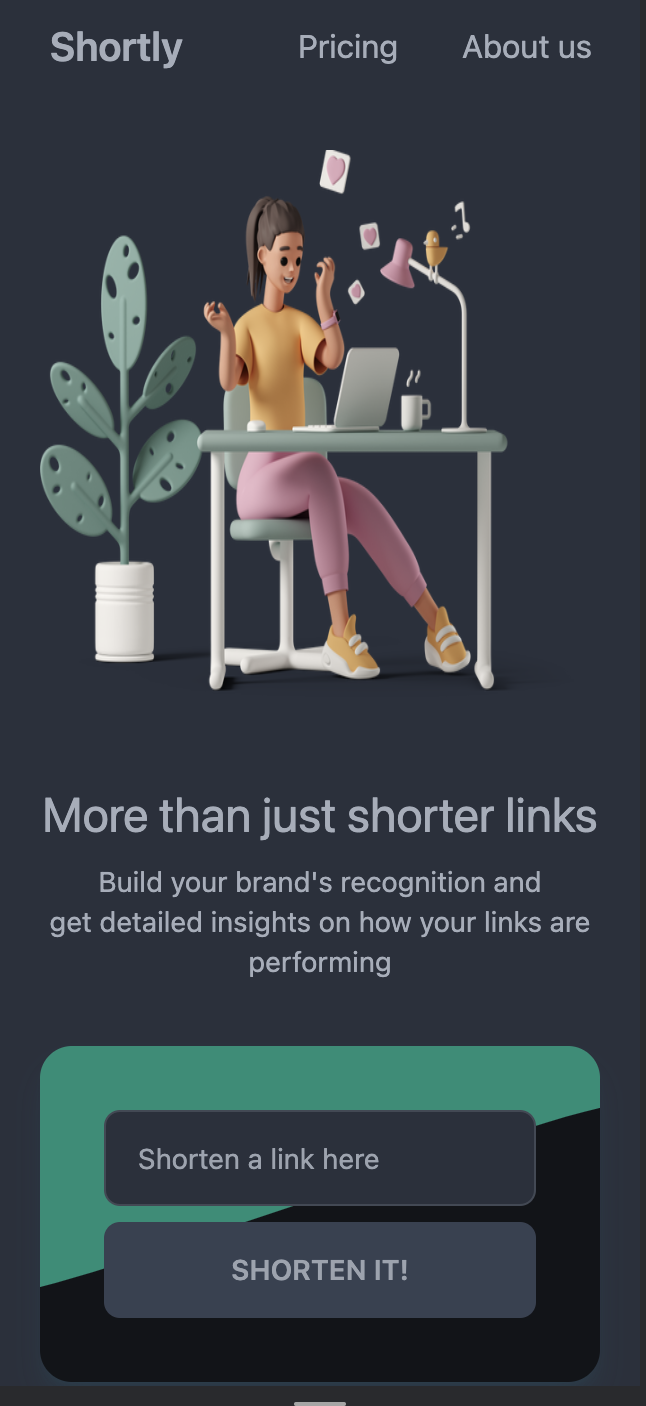 Shortly Pricing About us
More than just shorter links
Build your brand's recognition and
get detailed insights on how your links are
performing
Shorten a link here
SHORTEN IT!